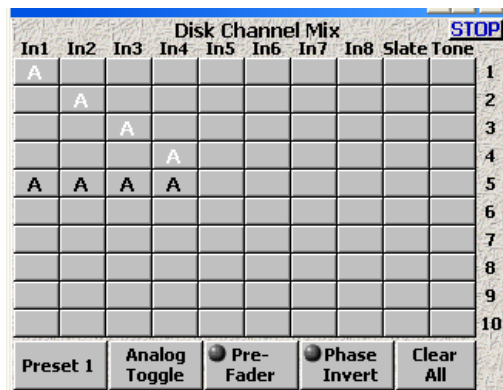 Disk Channel Mix STOP
In1 In2 In3 In4 In5 In6 In7 In8 Slate Tone
A 1
A 2
A 3
A 4
A A A A 5
6
7
8
9
10
Preset 1 Analog Toggle Pre-Fader Phase Invert Clear All